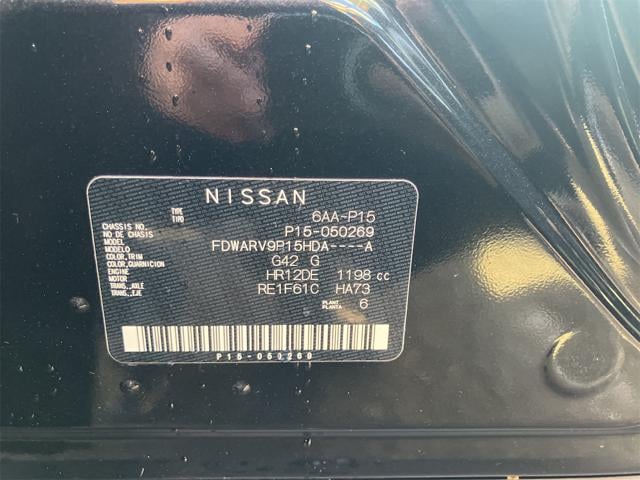 NISSAN
TYPE TIPO 6AA-P15
CHASSIS NO. NO DE CHASSIS P15-050269
MODEL MODELO FDWARV9P15HDA----A
COLOR,TRIM COLOR,GUARNICION G42 G
ENGINE MOTOR HR12DE 1198 cc
TRANS.,AXLE TRANS.,EJE RE1F61C HA73
PLANT PLANTA 6
P15-050269